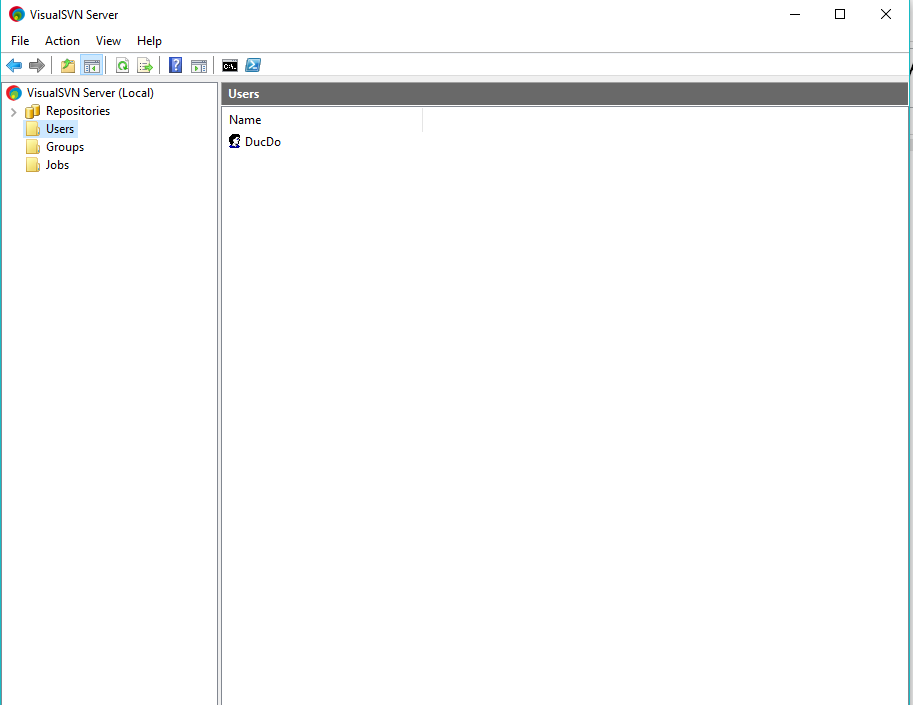 VisualSVN Server
File Action View Help
C:\.
VisualSVN Server (Local)
Repositories
Users
Groups
Jobs
Users
Name
DucDo